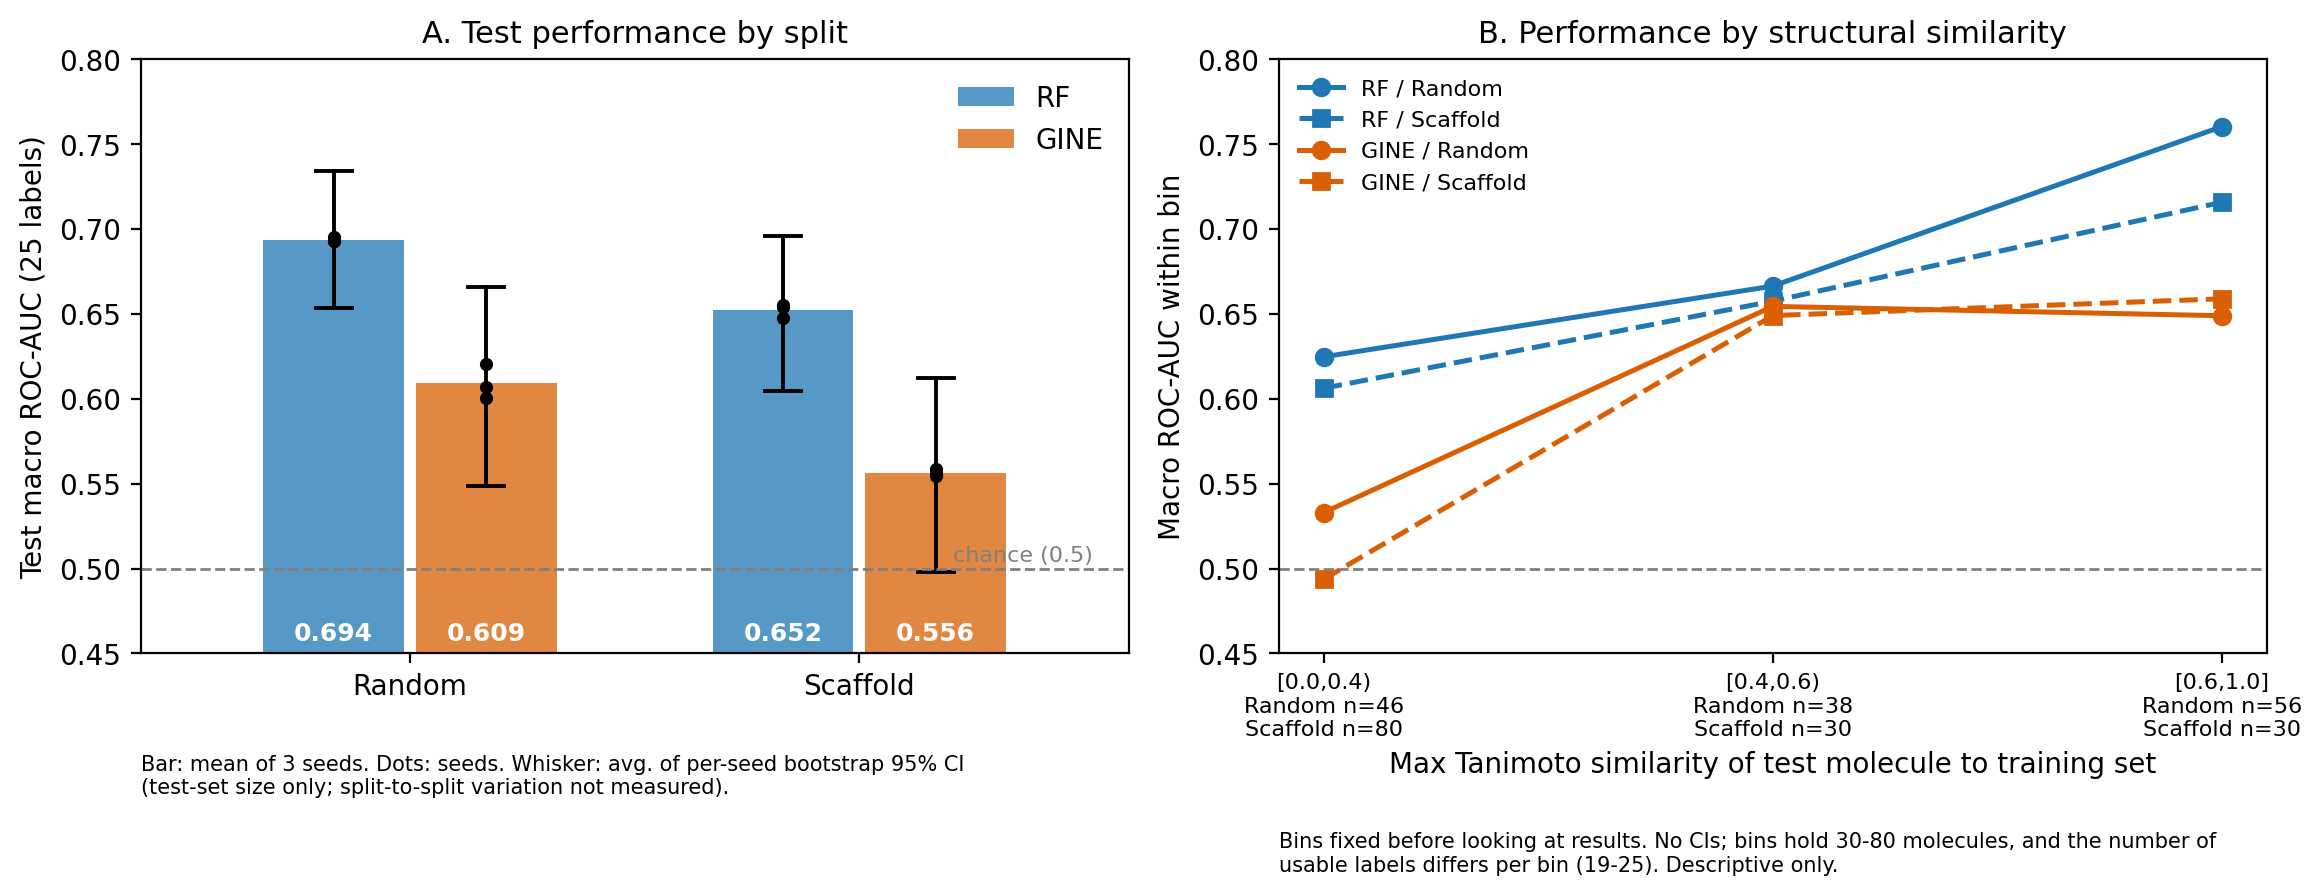 A. Test performance by split
Test macro ROC-AUC (25 labels)
0.80
0.75
0.70
0.65
0.60
0.55
0.50
0.45
RF
GINE
chance (0.5)
0.694
0.609
0.652
0.556
Random
Scaffold
Bar: mean of 3 seeds. Dots: seeds. Whisker: avg. of per-seed bootstrap 95% CI
(test-set size only; split-to-split variation not measured).
B. Performance by structural similarity
Macro ROC-AUC within bin
0.80
0.75
0.70
0.65
0.60
0.55
0.50
0.45
RF / Random
RF / Scaffold
GINE / Random
GINE / Scaffold
[0.0,0.4)
Random n=46
Scaffold n=80
[0.4,0.6)
Random n=38
Scaffold n=30
[0.6,1.0]
Random n=56
Scaffold n=30
Max Tanimoto similarity of test molecule to training set
Bins fixed before looking at results. No CIs; bins hold 30-80 molecules, and the number of
usable labels differs per bin (19-25). Descriptive only.